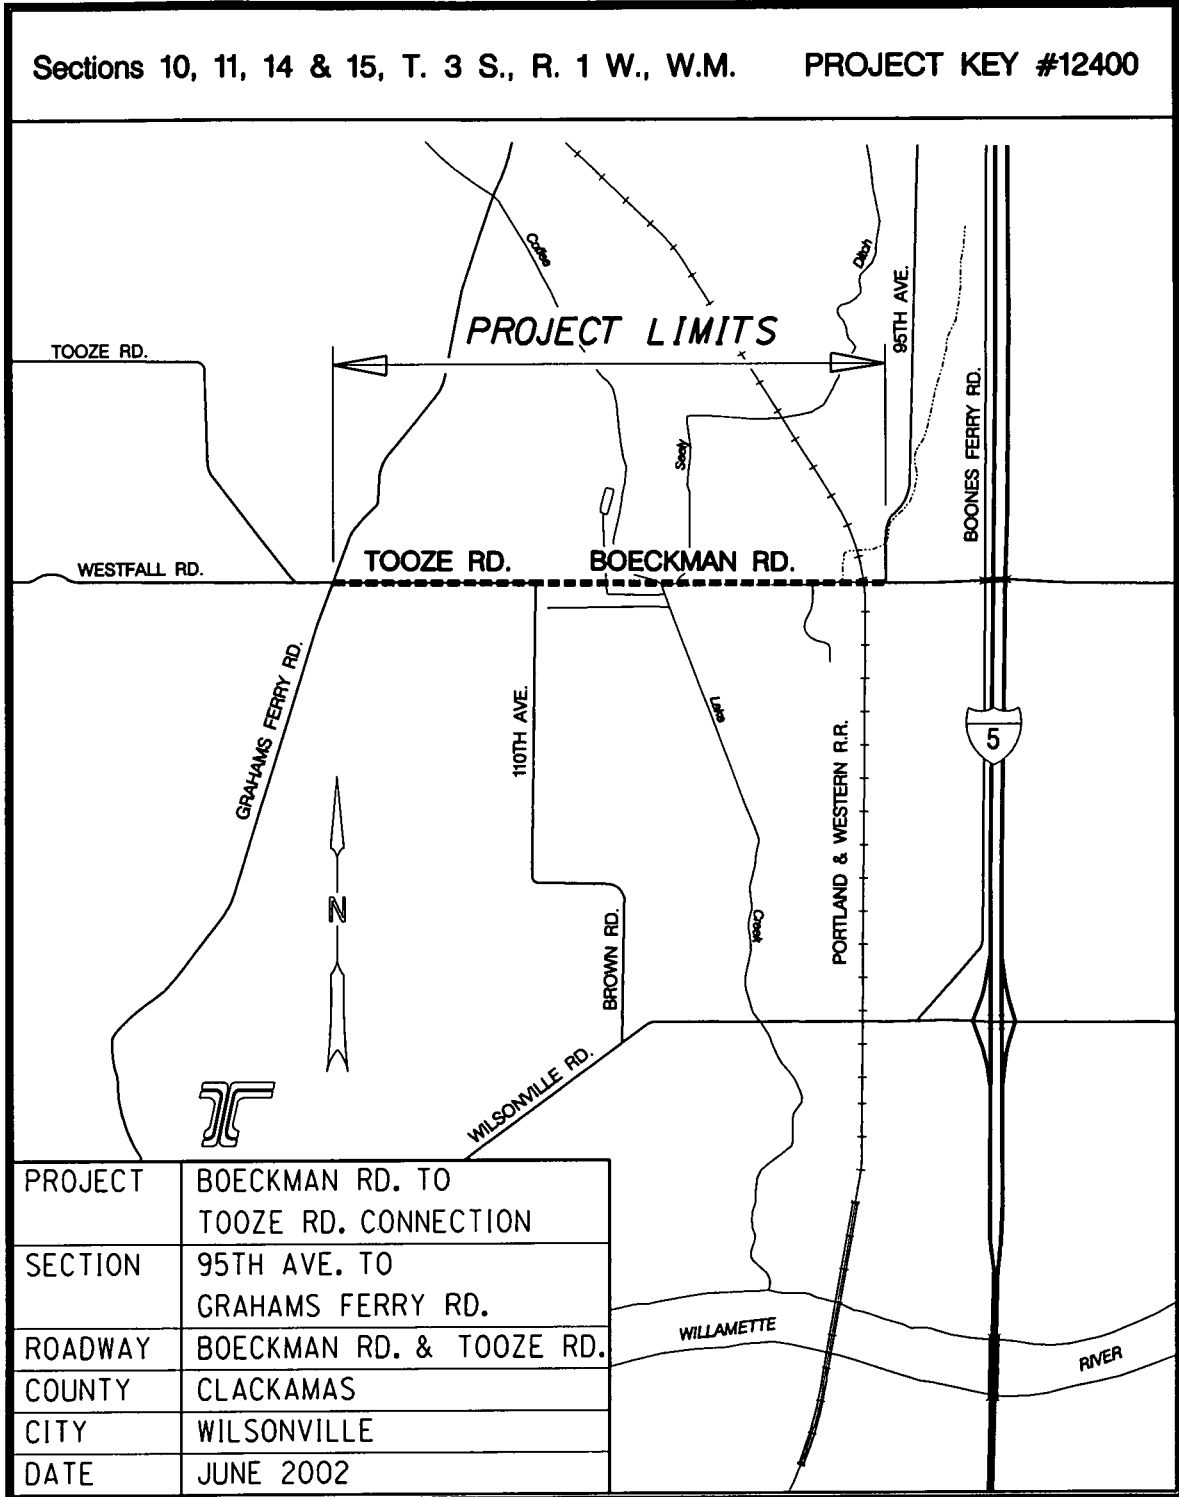 Sections 10, 11, 14 & 15, T. 3 S., R. 1 W., W.M. PROJECT KEY #12400
Coffee
Ditch
95TH AVE.
PROJECT LIMITS
TOOZE RD.
BOONES FERRY RD.
Seely
TOOZE RD. BOECKMAN RD.
WESTFALL RD.
GRAHAMS FERRY RD.
110TH AVE.
Lake
PORTLAND & WESTERN R.R.
5
N
BROWN RD.
Creek
WILSONVILLE RD.
PROJECT BOECKMAN RD. TO
TOOZE RD. CONNECTION
SECTION 95TH AVE. TO
GRAHAMS FERRY RD.
ROADWAY BOECKMAN RD. & TOOZE RD.
COUNTY CLACKAMAS
CITY WILSONVILLE
DATE JUNE 2002
WILLAMETTE
RIVER